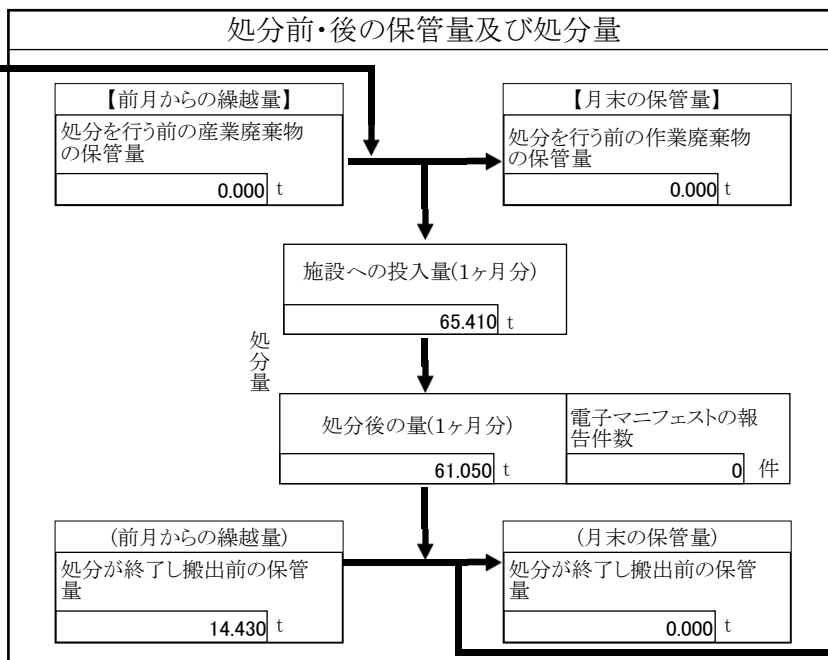 処分前・後の保管量及び処分量
【前月からの繰越量】
処分を行う前の産業廃棄物
の保管量
0.000 t
【月末の保管量】
処分を行う前の作業廃棄物
の保管量
0.000 t
施設への投入量(1ヶ月分)
65.410 t
処分量
処分後の量(1ヶ月分)
61.050 t
電子マニフェストの報
告件数
0 件
(前月からの繰越量)
処分が終了し搬出前の保管
量
14.430 t
(月末の保管量)
処分が終了し搬出前の保管
量
0.000 t